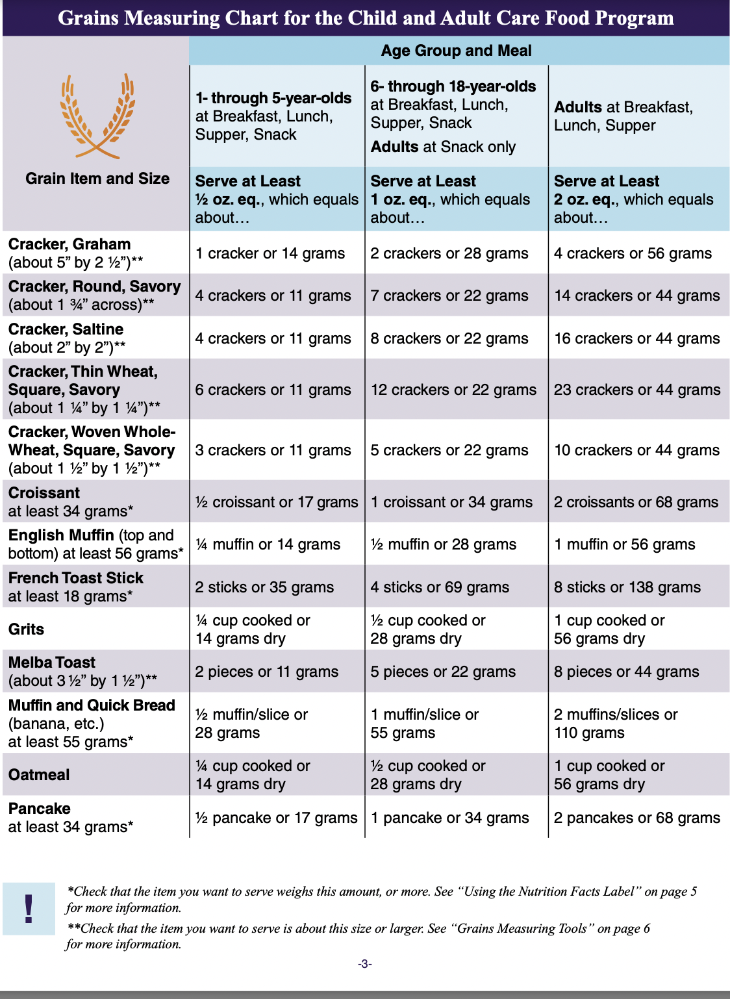 Grains Measuring Chart for the Child and Adult Care Food Program
Grain Item and Size
Age Group and Meal
1- through 5-year-olds
at Breakfast, Lunch,
Supper, Snack
6- through 18-year-olds
at Breakfast, Lunch,
Supper, Snack
Adults at Snack only
Adults at Breakfast,
Lunch, Supper
Serve at Least
½ oz. eq., which equals
about…
Serve at Least
1 oz. eq., which equals
about…
Serve at Least
2 oz. eq., which equals
about…
Cracker, Graham
(about 5” by 2 ½”)**
1 cracker or 14 grams
2 crackers or 28 grams
4 crackers or 56 grams
Cracker, Round, Savory
(about 1 ¾” across)**
4 crackers or 11 grams
7 crackers or 22 grams
14 crackers or 44 grams
Cracker, Saltine
(about 2” by 2”)**
4 crackers or 11 grams
8 crackers or 22 grams
16 crackers or 44 grams
Cracker, Thin Wheat,
Square, Savory
(about 1 ¼” by 1 ¼”)**
6 crackers or 11 grams
12 crackers or 22 grams
23 crackers or 44 grams
Cracker, Woven Whole-
Wheat, Square, Savory
(about 1 ½” by 1 ½”)**
3 crackers or 11 grams
5 crackers or 22 grams
10 crackers or 44 grams
Croissant
at least 34 grams*
½ croissant or 17 grams
1 croissant or 34 grams
2 croissants or 68 grams
English Muffin (top and
bottom) at least 56 grams*
¼ muffin or 14 grams
½ muffin or 28 grams
1 muffin or 56 grams
French Toast Stick
at least 18 grams*
2 sticks or 35 grams
4 sticks or 69 grams
8 sticks or 138 grams
Grits
¼ cup cooked or
14 grams dry
½ cup cooked or
28 grams dry
1 cup cooked or
56 grams dry
Melba Toast
(about 3 ½” by 1 ½”)**
2 pieces or 11 grams
5 pieces or 22 grams
8 pieces or 44 grams
Muffin and Quick Bread
(banana, etc.)
at least 55 grams*
½ muffin/slice or
28 grams
1 muffin/slice or
55 grams
2 muffins/slices or
110 grams
Oatmeal
¼ cup cooked or
14 grams dry
½ cup cooked or
28 grams dry
1 cup cooked or
56 grams dry
Pancake
at least 34 grams*
½ pancake or 17 grams
1 pancake or 34 grams
2 pancakes or 68 grams
!
*Check that the item you want to serve weighs this amount, or more. See “Using the Nutrition Facts Label” on page 5
for more information.
**Check that the item you want to serve is about this size or larger. See “Grains Measuring Tools” on page 6
for more information.
-3-